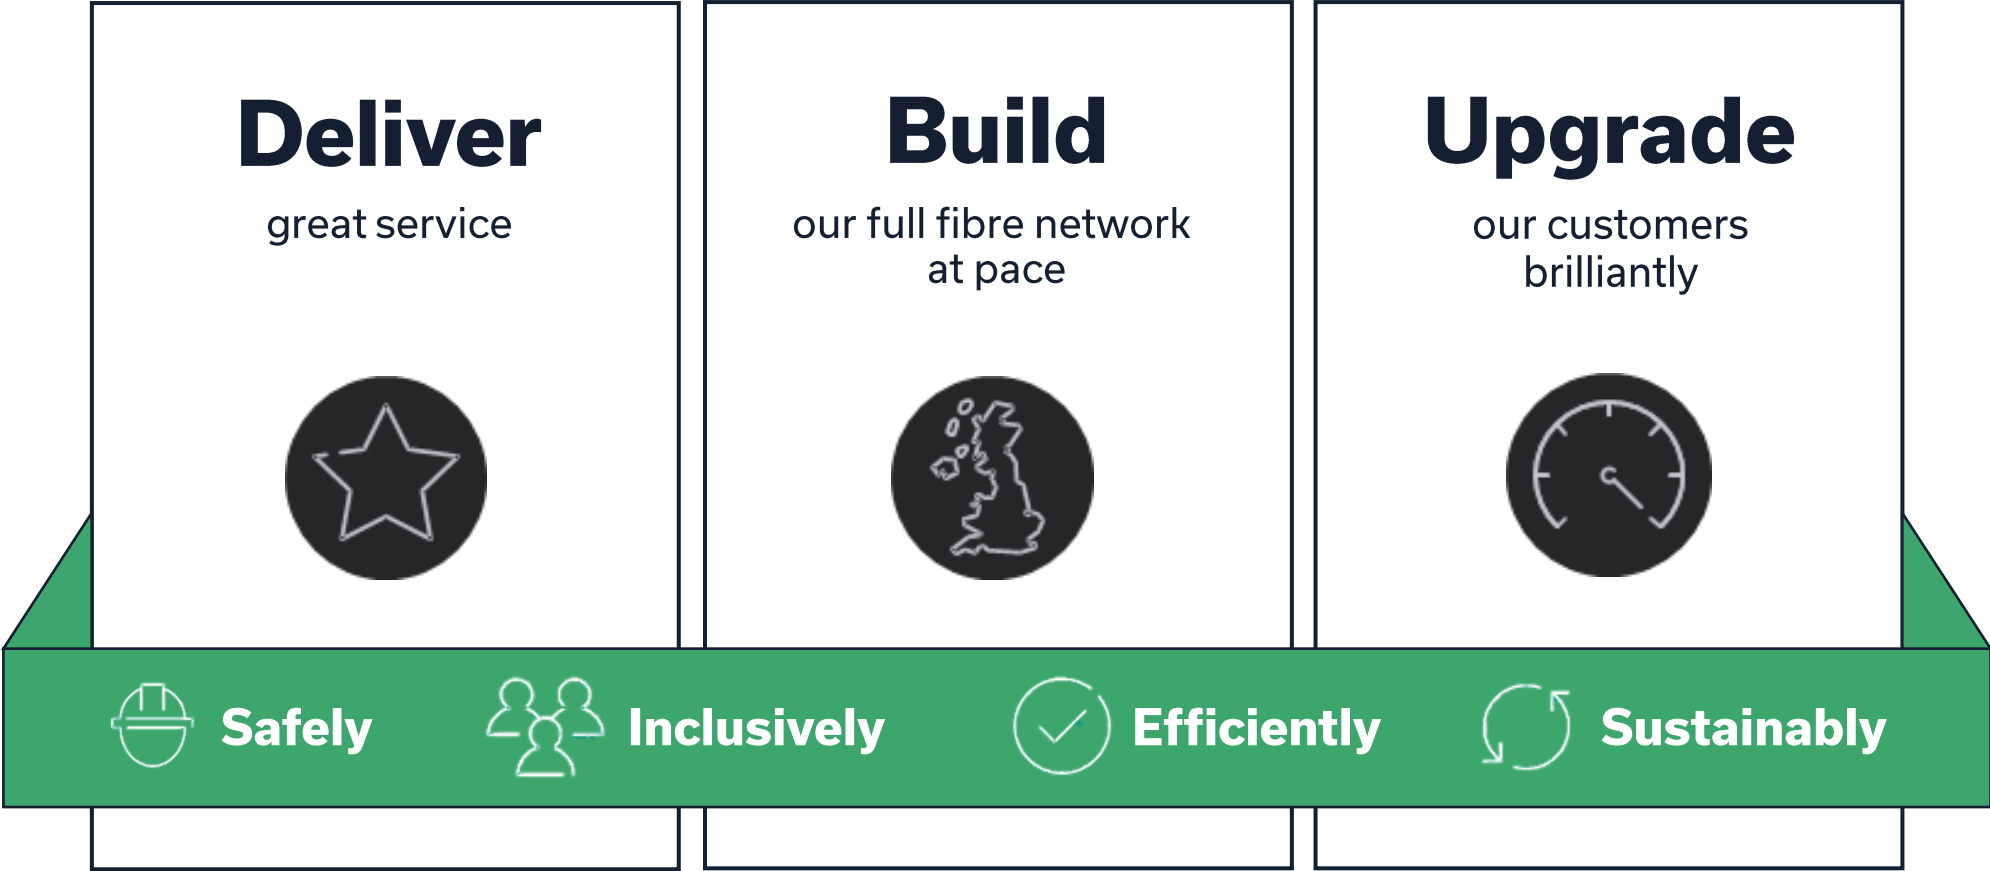 Deliver
great service
Build
our full fibre network
at pace
Upgrade
our customers
brilliantly
Safely
Inclusively
Efficiently
Sustainably